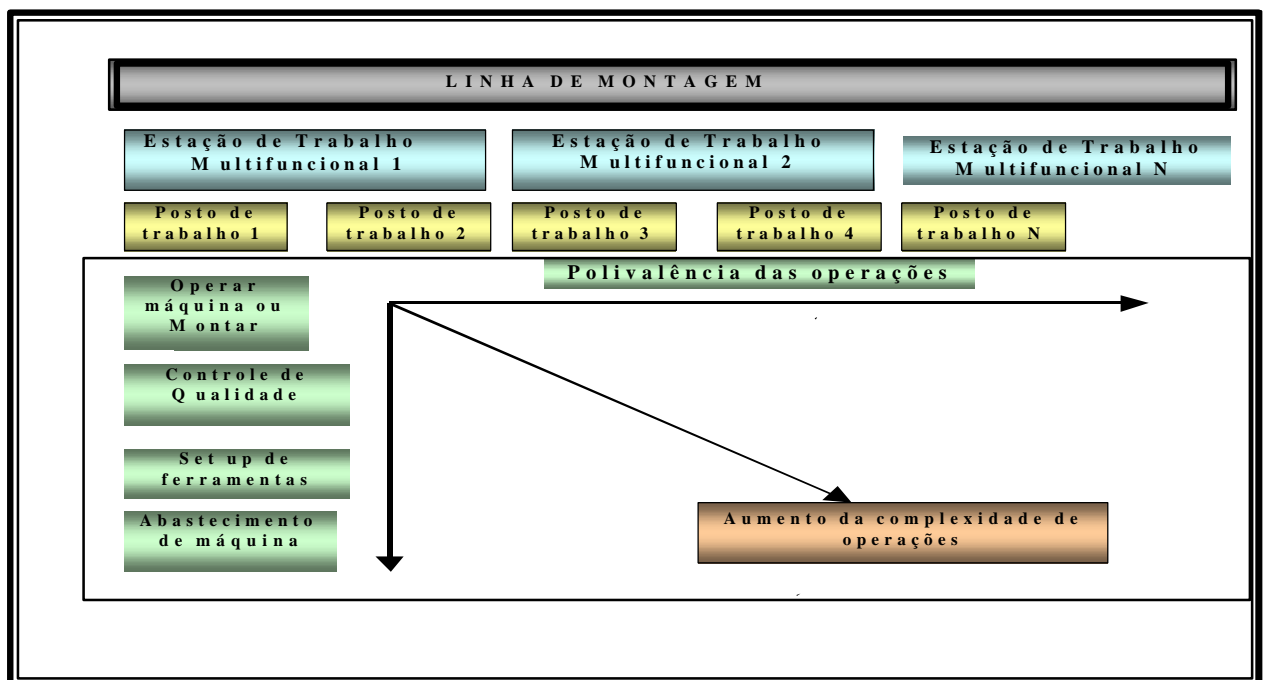 LINHA DE MONTAGEM
Estação de Trabalho
Multifuncional 1
Estação de Trabalho
Multifuncional 2
Estação de Trabalho
Multifuncional N
Posto de
trabalho 1
Posto de
trabalho 2
Posto de
trabalho 3
Posto de
trabalho 4
Posto de
trabalho N
Polivalência das operações
Operar
máquina ou
Montar
Controle de
Qualidade
Set up de
ferramentas
Abastecimento
de máquina
Aumento da complexidade de
operações